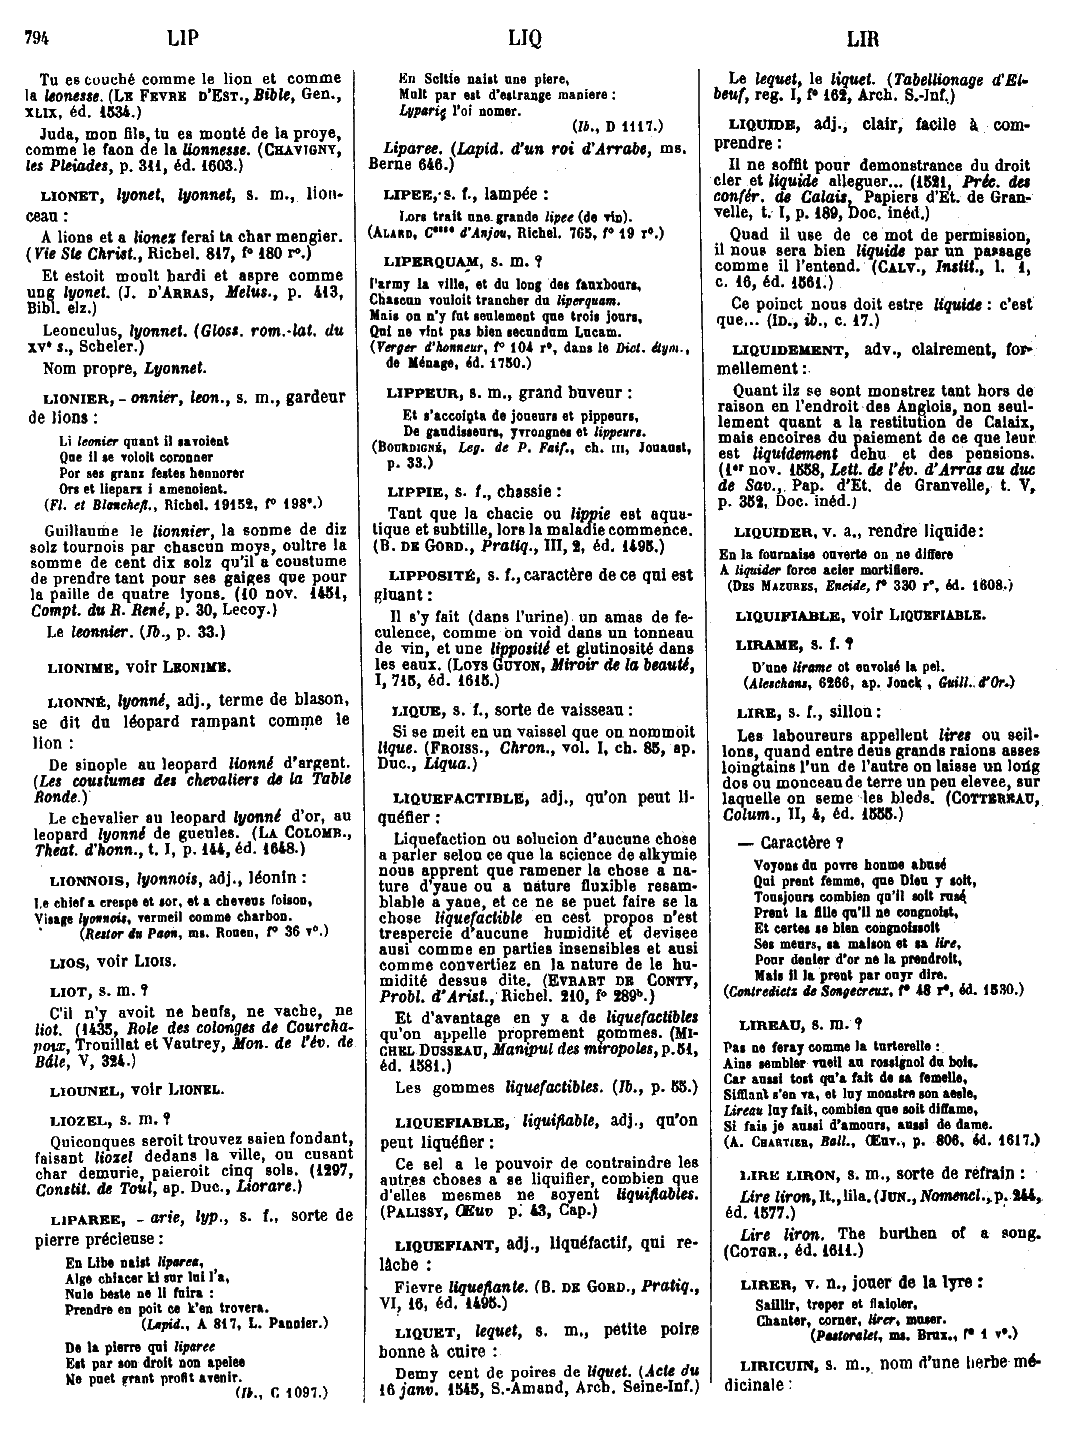 794 LIP LIQ LIR
Tu es couché comme le lion et comme
la leonesse. (LE FEVRE D'EST., Bible, Gen.,
XLIX, éd. 1534.)
Juda, mon fils, tu es monté de la proye,
comme le faon de la lionnesse. (CHAVIGNY,
les Pleiades, p. 311, éd. 1603.)
LIONET, lyonet, lyonnet, s. m., lion-
ceau :
A lions et a lionez ferai ta char mengier.
(Vie Ste Christ., Richel. 817, f° 180 r°.)
Et estoit moult hardi et aspre comme
ung lyonet. (J. D'ARRAS, Melus., p. 413,
Bibl. elz.)
Leonculus, lyonnet. (Gloss. rom.-lat. du
XVe s., Scheler.)
Nom propre, Lyonnet.
LIONIER, - onnier, leon., s. m., gardeur
de lions :
Li leonier quant il savoient
Que il se voloit coronner
Por ses granz festes hennorer
Ors et liepars i amenoient.
(Fl. et Blanchefl., Richel. 19152, f° 198e.)
Guillaume le lionnier, la somme de diz
solz tournois par chascun moys, oultre la
somme de cent dix solz qu'il a coustume
de prendre tant pour ses gaiges que pour
la paille de quatre lyons. (10 nov. 1451,
Compt. du R. René, p. 30, Lecoy.)
Le leonnier. (Ib., p. 33.)
LIONIME, voir LEONIME.
LIONNÉ, lyonné, adj., terme de blason,
se dit du léopard rampant comme le
lion :
De sinople au leopard lionné d'argent.
(Les coustumes des chevaliers de la Table
Ronde.)
Le chevalier au leopard lyonné d'or, au
leopard lyonné de gueules. (LA COLOMB.,
Theat. d'honn., t. I, p. 144, éd. 1648.)
LIONNOIS, lyonnois, adj., léonin :
Le chief a crespe et sor, et a cheveus foison,
Visage lyonnois, vermeil comme charbon.
(Restor du Paon, ms. Rouen, f° 36 v°.)
LIOS, voir LIOIS.
LIOT, s. m. ?
C'il n'y avoit ne beufs, ne vache, ne
liot. (1435, Role des colonges de Courcha-
poux, Trouillat et Vautrey, Mon. de l'év. de
Bâle, V, 324.)
LIOUNEL, voir LIONEL.
LIOZEL, s. m. ?
Quiconques seroit trouvez saien fondant,
faisant liozel dedans la ville, ou cusant
char demurie, paieroit cinq sols. (1297,
Constit. de Toul, ap. Duc., Liorare.)
LIPAREE, - arie, lyp., s. f., sorte de
pierre précieuse :
En Libe naist liparea,
Alge chiacer ki sur lui l'a,
Nule beste ne li fuira :
Prendre en poit ce k'en trovera.
(Lapid., A 817, L. Pannier.)
De la pierre qui liparee
Est par son droit non apelee
Ne puet grant profit avenir.
(Ib., C 1097.)
En Scitie naist une piere,
Mult par est d'estrange maniere :
Lypariz l'oi nomer.
(Ib., D 1117.)
Liparee. (Lapid. d'un roi d'Arrabe, ms.
Berne 646.)
LIPEE, s. f., lampée :
Lors trait une grande lipee (de vin).
(ALARD, Ctesse d'Anjou, Richel. 765, f° 19 r°.)
LIPERQUAM, s. m. ?
Parmy la ville, et du long des fauxbours,
Chascun vouloit trancher du liperquam.
Mais on n'y fut seulement que trois jours,
Qui ne vint pas bien secundum Lucam.
(Verger d'honneur, f° 104 r°, dans le Dict. étym.,
de Ménage, éd. 1750.)
LIPPEUR, s. m., grand buveur :
Et s'accointa de joueurs et pippeurs,
De gaudisseurs, yvrongnes et lippeurs.
(BOURDIGNÉ, Leg. de P. Faif., ch. III, Jouaust,
p. 33.)
LIPPIE, s. f., chassie :
Tant que la chacie ou lippie est aqua-
tique et subtille, lors la maladie commence.
(B. DE GORD., Pratiq., III, 2, éd. 1495.)
LIPPOSITÉ, s. f., caractère de ce qui est
gluant :
Il s'y fait (dans l'urine) un amas de fe-
culence, comme on void dans un tonneau
de vin, et une lipposité et glutinosité dans
les eaux. (LOYS GUYON, Miroir de la beauté,
I, 715, éd. 1615.)
LIQUE, s. f., sorte de vaisseau :
Si se meit en un vaissel que on nommoit
lique. (FROISS., Chron., vol. I, ch. 85, ap.
Duc., Liqua.)
LIQUEFACTIBLE, adj., qu'on peut li-
quéfier :
Liquefaction ou solucion d'aucune chose
a parler selon ce que la science de alkymie
nous apprent que ramener la chose a na-
ture d'yaue ou a nature fluxible resam-
blable a yaue, et ce ne se puet faire se la
chose liquefactible en cest propos n'est
trespercie d'aucune humidité et devisee
ausi comme en parties insensibles et ausi
comme convertiez en la nature de le hu-
midité dessus dite. (EVRART DE CONTY,
Probl. d'Arist., Richel. 210, f° 289b.)
Et d'avantage en y a de liquefactibles
qu'on appelle proprement gommes. (MI-
CHEL DUSSEAU, Manipul des miropoles, p. 51,
éd. 1581.)
Les gommes liquefactibles. (Ib., p. 55.)
LIQUEFIABLE, liquifiable, adj., qu'on
peut liquéfier :
Ce sel a le pouvoir de contraindre les
autres choses a se liquifier, combien que
d'elles mesmes ne soyent liquifiables.
(PALISSY, Œuv p. 43, Cap.)
LIQUEFIANT, adj., liquéfactif, qui re-
lâche :
Fievre liquefiante. (B. DE GORD., Pratiq.,
VI, 16, éd. 1495.)
LIQUET, lequet, s. m., petite poire
bonne à cuire :
Demy cent de poires de liquet. (Acte du
16 janv. 1545, S.-Amand, Arch. Seine-Inf.)
Le lequet, le liquet. (Tabellionage d'El-
beuf, reg. I, f° 162, Arch. S.-Inf.)
LIQUIDE, adj., clair, facile à com-
prendre :
Il ne soffit pour demonstrance du droit
cler et liquide alleguer... (1521, Préc. des
confér. de Calais, Papiers d'Et. de Gran-
velle, t. I, p. 189, Doc. inéd.)
Quad il use de ce mot de permission,
il nous sera bien liquide par un passage
comme il l'entend. (CALV., Instit., l. 1,
c. 16, éd. 1561.)
Ce poinct nous doit estre liquide : c'est
que... (ID., ib., c. 17.)
LIQUIDEMENT, adv., clairement, for-
mellement :
Quant ilz se sont monstrez tant hors de
raison en l'endroit des Anglois, non seul-
lement quant a la restitution de Calaix,
mais encoires du paiement de ce que leur
est liquidement dehu et des pensions.
(1er nov. 1558, Lett. de l'év. d'Arras au duc
de Sav., Pap. d'Et. de Granvelle, t. V,
p. 352, Doc. inéd.)
LIQUIDER, v. a., rendre liquide :
En la fournaise ouverte on ne differe
A liquider force acier mortifere.
(DES MAZURES, Eneide, f° 330 r°, éd. 1608.)
LIQUIFIABLE, voir LIQUEFIABLE.
LIRAME, s. f. ?
D'une lirame ot envolsé la pel.
(Aleschans, 6266, ap. Jonck , Guill. d'Or.)
LIRE, s. f., sillon :
Les laboureurs appellent lires ou seil-
lons, quand entre deus grands raions asses
loingtains l'un de l'autre on laisse un long
dos ou monceau de terre un peu elevee, sur
laquelle on seme les bleds. (COTTEREAU,
Colum., II, 4, éd. 1555.)
— Caractère ?
Voyons du povre homme abusé
Qui prent femme, que Dieu y soit,
Tousjours combien qu'il soit rusé
Prent la fille qu'il ne congnoist,
Et certes se bien congnoissoit
Ses meurs, sa maison et sa lire,
Pour denier d'or ne la prendroit,
Mais il la prent par ouyr dire.
(Contredictz de Songecreux, f° 48 r°, éd. 1530.)
LIREAU, s. m. ?
Pas ne feray comme la turterelle :
Ains sembler vueil au rossignol du bois.
Car aussi tost qu'a fait de sa femelle,
Sifflant s'en va, et luy monstre son aesle,
Lireau luy fait, combien que soit diffame,
Si fais je aussi d'amours, aussi de dame.
(A. CHARTIER, Ball., Œuv., p. 806, éd. 1617.)
LIRE LIRON, s. m., sorte de refrain :
Lire liron, It., lila. (JUN., Nomencl., p. 244,
éd. 1577.)
Lire liron. The burthen of a song.
(COTGR., éd. 1611.)
LIRER, v. n., jouer de la lyre :
Saillir, treper et flaioler,
Chanter, corner, lirer, muser.
(Pastoralet, ms. Brux., f° 1 v°.)
LIRICUIN, s. m., nom d'une herbe mé-
dicinale :